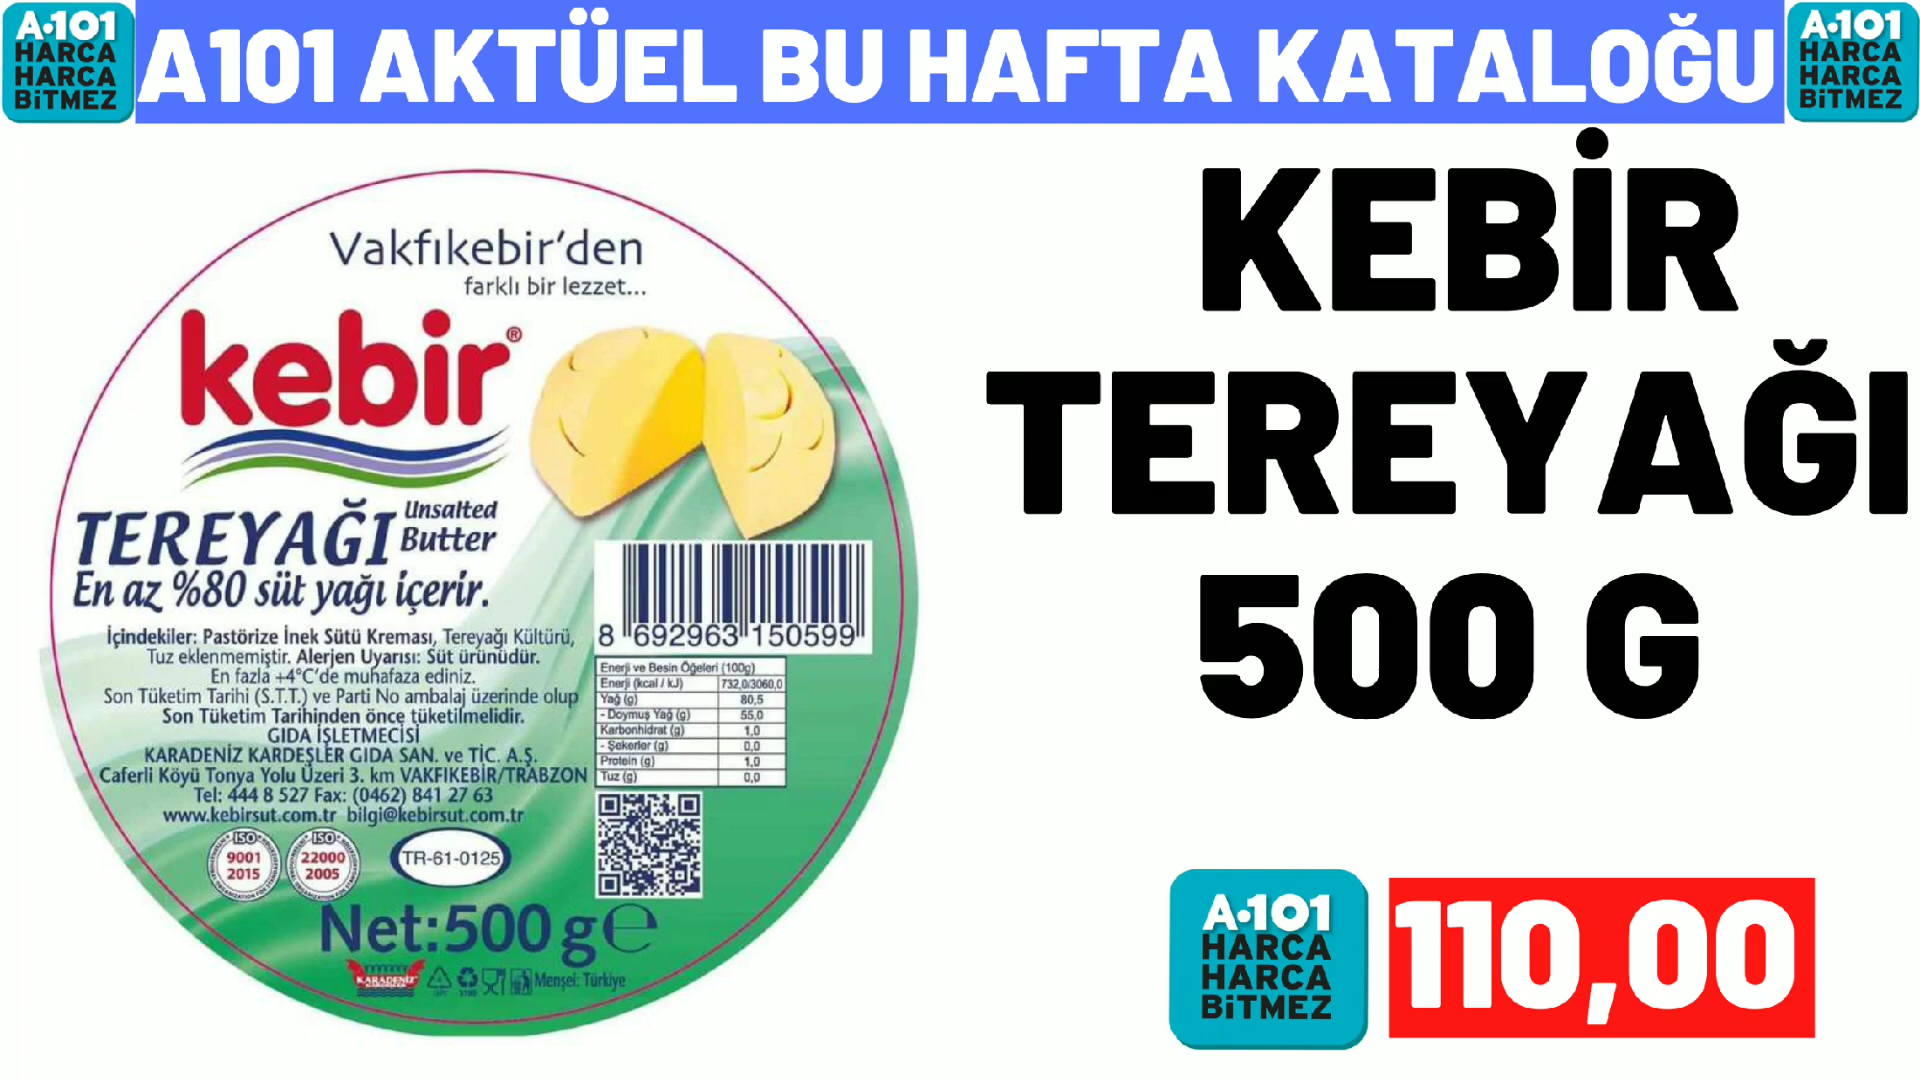 A101
HARCA
HARCA
BiTMEZ
A101 AKTÜEL BU HAFTA KATALOĞU
A101
HARCA
HARCA
BiTMEZ
Vakfıkebir'den
farklı bir lezzet...
kebir®
TEREYAĞI Unsalted Butter
En az %80 süt yağı içerir.
İçindekiler: Pastörize İnek Sütü Kreması, Tereyağı Kültürü,
Tuz eklenmemiştir. Alerjen Uyarısı: Süt ürünüdür.
En fazla +4°C'de muhafaza ediniz.
Son Tüketim Tarihi (S.T.T.) ve Parti No ambalaj üzerinde olup
Son Tüketim Tarihinden önce tüketilmelidir.
GIDA İŞLETMECİSİ
KARADENİZ KARDEŞLER GIDA SAN. ve TİC. A.Ş.
Caferli Köyü Tonya Yolu Üzeri 3. km VAKFIKEBİR/TRABZON
Tel: 444 8 527 Fax: (0462) 841 27 63
www.kebirsut.com.tr bilgi@kebirsut.com.tr
8 692963 150599
Enerji ve Besin Öğeleri (100g)
Enerji (kcal / kJ) 732,0/3060,0
Yağ (g) 80,5
- Doymuş Yağ (g) 55,0
Karbonhidrat (g) 1,0
- Şekerler (g) 0,0
Protein (g) 1,0
Tuz (g) 0,0
ISO
9001
2015
ISO
22000
2005
TR-61-0125
Net:500 g e
KARADENİZ
Menşei: Türkiye
KEBİR
TEREYAĞI
500 G
A101
HARCA
HARCA
BiTMEZ
110,00